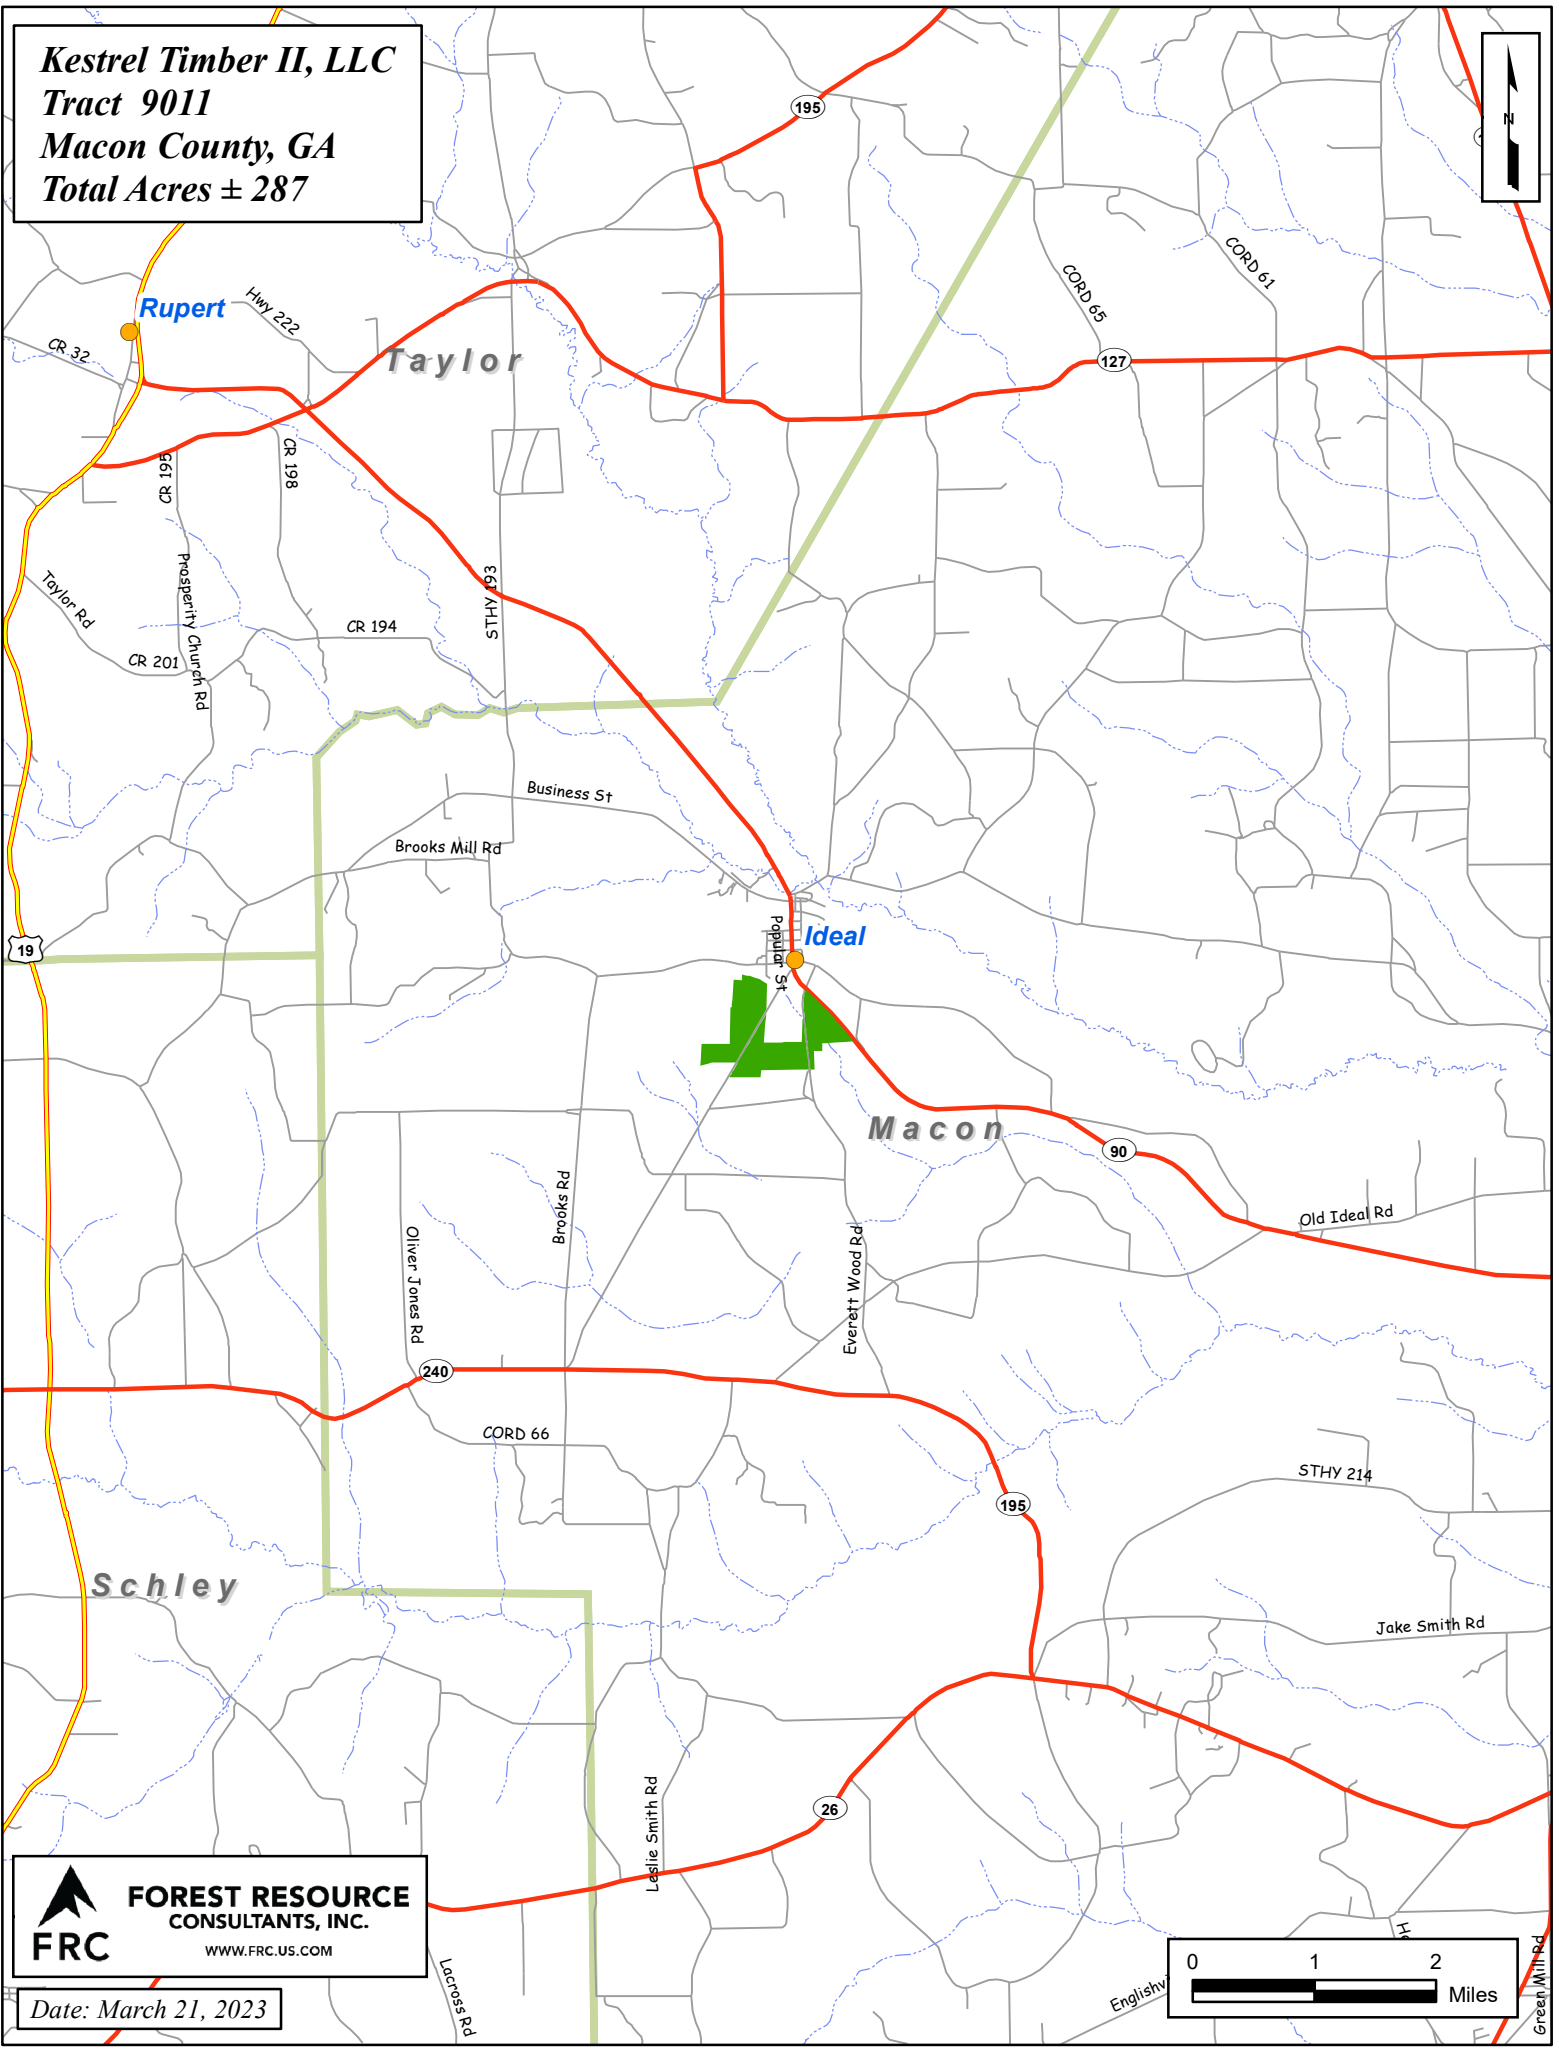 Kestrel Timber II, LLC
Tract 9011
Macon County, GA
Total Acres ± 287
195
N
CORD 61
CORD 65
Rupert
Hwy 222
CR 32
Taylor
127
CR 195
CR 198
STHY 193
Prosperity Church Rd
Taylor Rd
CR 194
CR 201
Business St
Brooks Mill Rd
Popular St
Ideal
19
Macon
90
Brooks Rd
Old Ideal Rd
Oliver Jones Rd
Everett Wood Rd
240
CORD 66
STHY 214
195
Schley
Jake Smith Rd
Leslie Smith Rd
26
FRC
FOREST RESOURCE
CONSULTANTS, INC.
WWW.FRC.US.COM
Lacross Rd
Green Mill Rd
0 1 2
Miles
Date: March 21, 2023